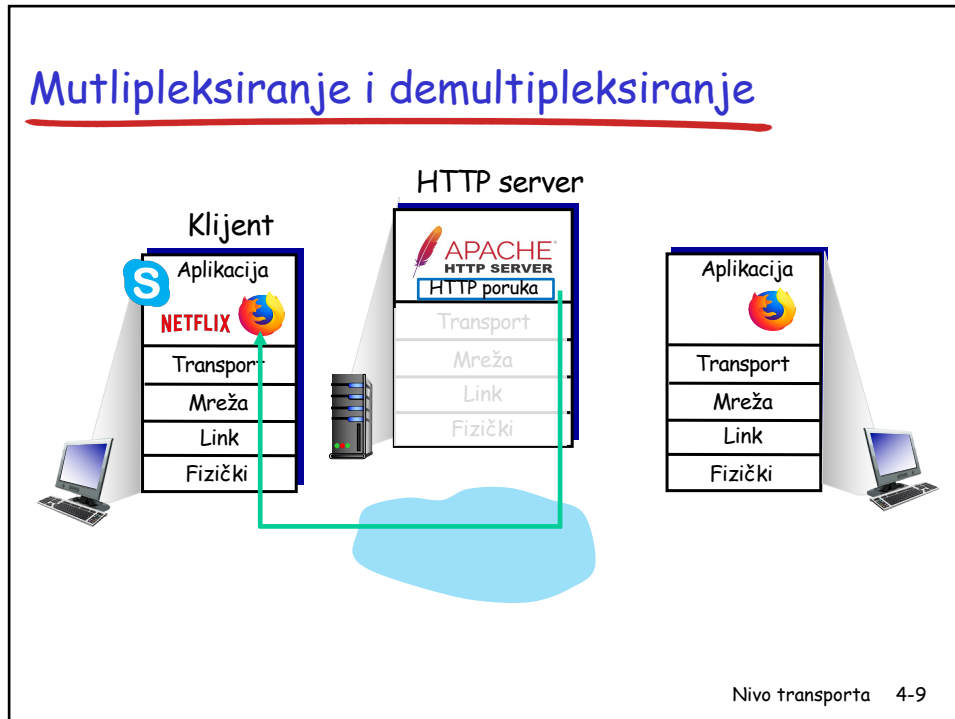 Mutlipleksiranje i demultipleksiranje
HTTP server
Klijent
APACHE
HTTP SERVER
HTTP poruka
Transport
Mreža
Link
Fizički
S
Aplikacija
NETFLIX
Transport
Mreža
Link
Fizički
Aplikacija
Transport
Mreža
Link
Fizički
Nivo transporta 4-9